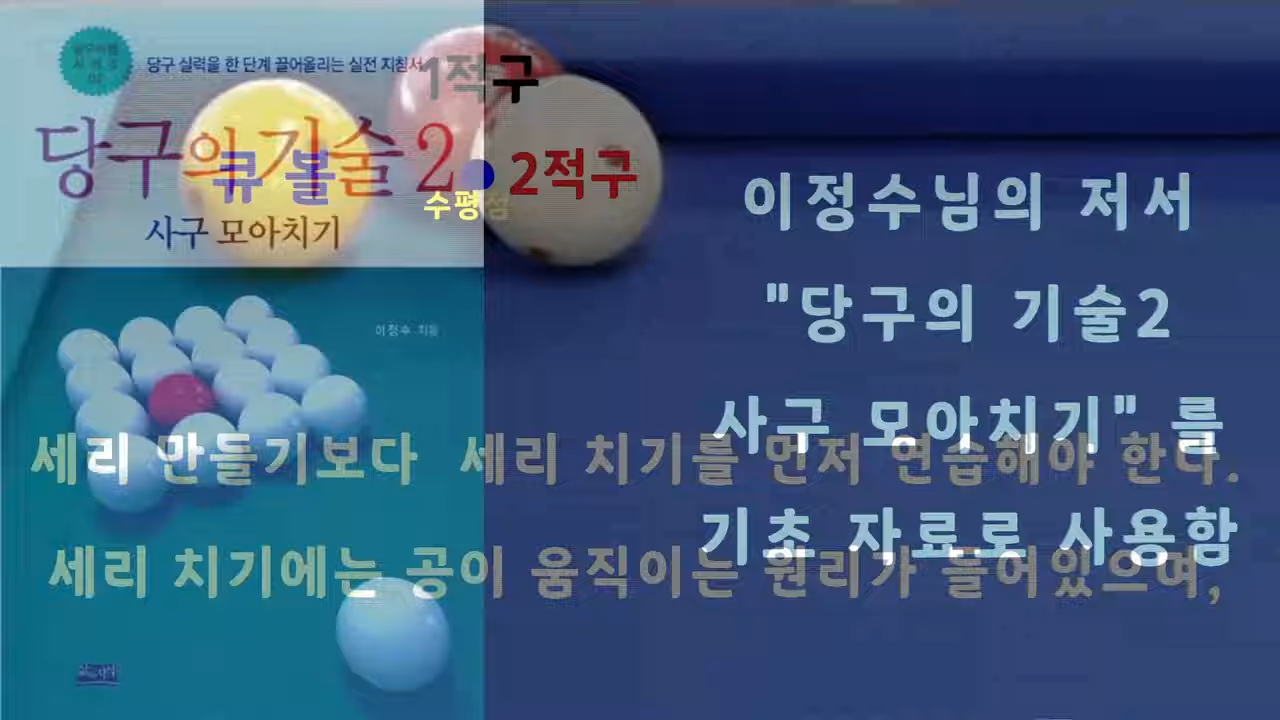 당구 실력을 한 단계 끌어올리는 실전 지침서
1적구
당구의 기술 2
큐 볼
2적구
수평점
사구 모아치기
이정수 지음
이정수님의 저서
"당구의 기술2
사구 모아치기" 를
기초 자료로 사용함
세리 만들기보다 세리 치기를 먼저 연습해야 한다.
세리 치기에는 공이 움직이는 원리가 들어있으며,